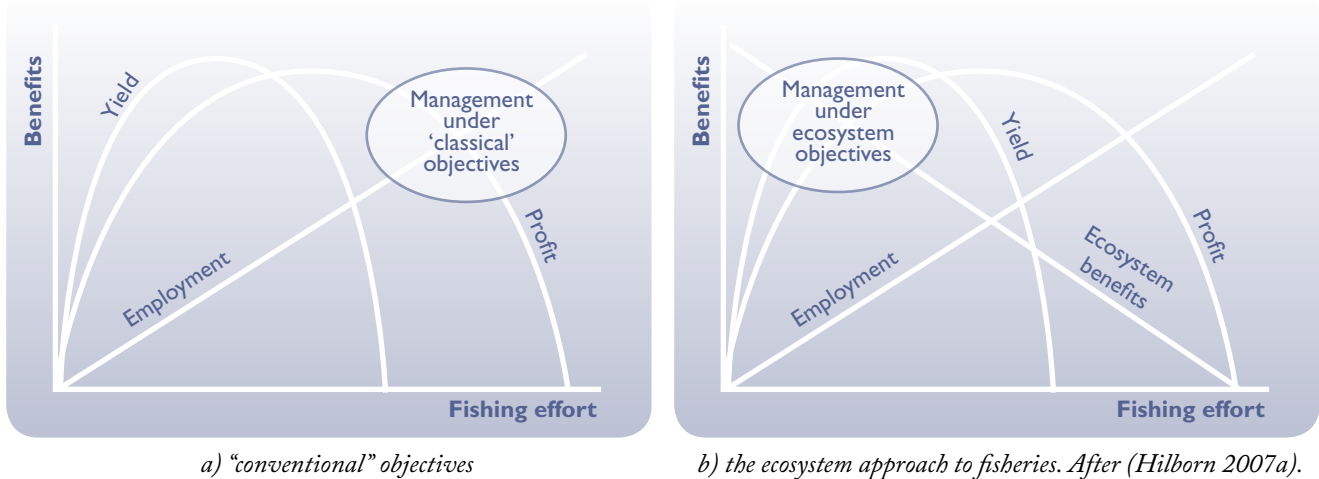 Benefits
Yield
Management
under
‘classical’
objectives
Profit
Employment
Fishing effort
a) “conventional” objectives
Benefits
Management
under
ecosystem
objectives
Yield
Profit
Ecosystem
benefits
Employment
Fishing effort
b) the ecosystem approach to fisheries. After (Hilborn 2007a).